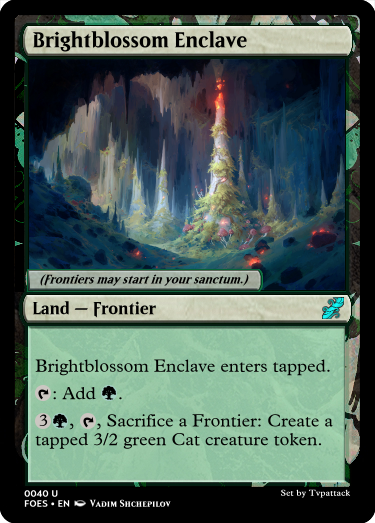 Brightblossom Enclave
(Frontiers may start in your sanctum.)
Land — Frontier
Brightblossom Enclave enters tapped.
: Add .
3 , , Sacrifice a Frontier: Create a
tapped 3/2 green Cat creature token.
0040 U
FOES • EN Vadim Shchepilov
Set by Tvpattack